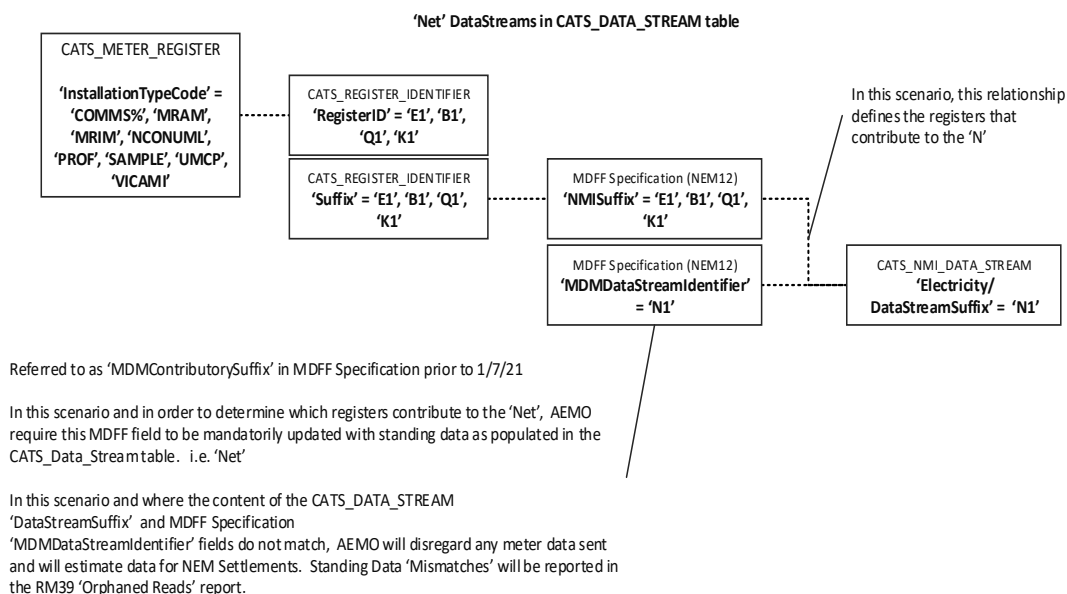 ‘Net’ DataStreams in CATS_DATA_STREAM table
CATS_METER_REGISTER
‘InstallationTypeCode’ =
‘COMMS%’, ‘MRAM’,
‘MRIM’, ‘NCONUML’,
‘PROF’, ‘SAMPLE’, ‘UMCP’,
‘VICAMI’
CATS_REGISTER_IDENTIFIER
‘RegisterID’ = ‘E1’, ‘B1’,
‘Q1’, ‘K1’
CATS_REGISTER_IDENTIFIER
‘Suffix’ = ‘E1’, ‘B1’, ‘Q1’,
‘K1’
MDFF Specification (NEM12)
‘NMISuffix’ = ‘E1’, ‘B1’, ‘Q1’,
‘K1’
MDFF Specification (NEM12)
‘MDMDataStreamIdentifier’
= ‘N1’
In this scenario, this relationship
defines the registers that
contribute to the ‘N’
CATS_NMI_DATA_STREAM
‘Electricity/
DataStreamSuffix’ = ‘N1’
Referred to as ‘MDMContributorySuffix’ in MDFF Specification prior to 1/7/21
In this scenario and in order to determine which registers contribute to the ‘Net’, AEMO
require this MDFF field to be mandatorily updated with standing data as populated in the
CATS_Data_Stream table. i.e. ‘Net’
In this scenario and where the content of the CATS_DATA_STREAM
‘DataStreamSuffix’ and MDFF Specification
‘MDMDataStreamIdentifier’ fields do not match, AEMO will disregard any meter data sent
and will estimate data for NEM Settlements. Standing Data ‘Mismatches’ will be reported in
the RM39 ‘Orphaned Reads’ report.